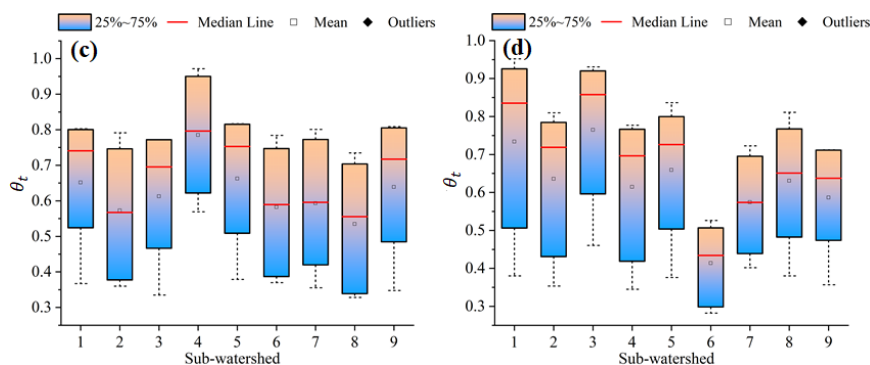 25%~75% Median Line Mean Outliers
(c)
1.0
0.9
0.8
0.7
0.6
0.5
0.4
0.3
θt
1 2 3 4 5 6 7 8 9
Sub-watershed
25%~75% Median Line Mean Outliers
(d)
1.0
0.9
0.8
0.7
0.6
0.5
0.4
0.3
θt
1 2 3 4 5 6 7 8 9
Sub-watershed